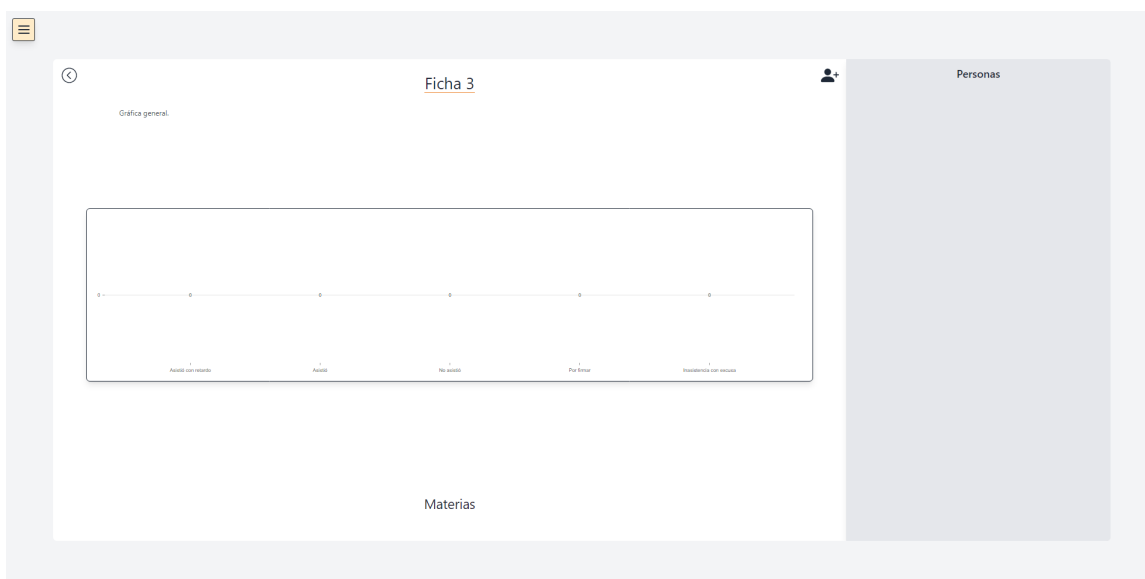 Ficha 3
Personas
Gráfica general.
0
0 0 0 0 0
Asistió con retardo Asistió No asistió Por firmar Inasistencia con excusa
Materias